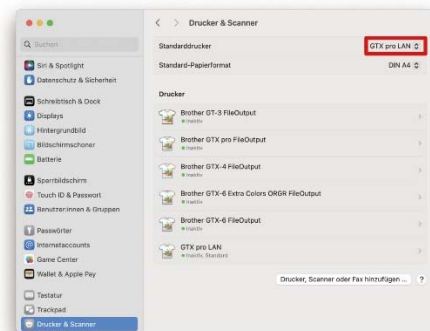 Drucker & Scanner
Suchen
Siri & Spotlight
Datenschutz & Sicherheit
Schreibtisch & Dock
Displays
Hintergrundbild
Bildschirmschoner
Batterie
Sperrbildschirm
Touch ID & Passwort
Benutzer:innen & Gruppen
Passwörter
Internetaccounts
Game Center
Wallet & Apple Pay
Tastatur
Trackpad
Drucker & Scanner
Standarddrucker
GTX pro LAN
Standard-Papierformat
DIN A4
Drucker
Brother GT-3 FileOutput
Inaktiv
Brother GTX pro FileOutput
Inaktiv
Brother GTX-4 FileOutput
Inaktiv
Brother GTX-6 Extra Colors ORGR FileOutput
Inaktiv
Brother GTX-6 FileOutput
Inaktiv
GTX pro LAN
Inaktiv, Standard
Drucker, Scanner oder Fax hinzufügen ...
?